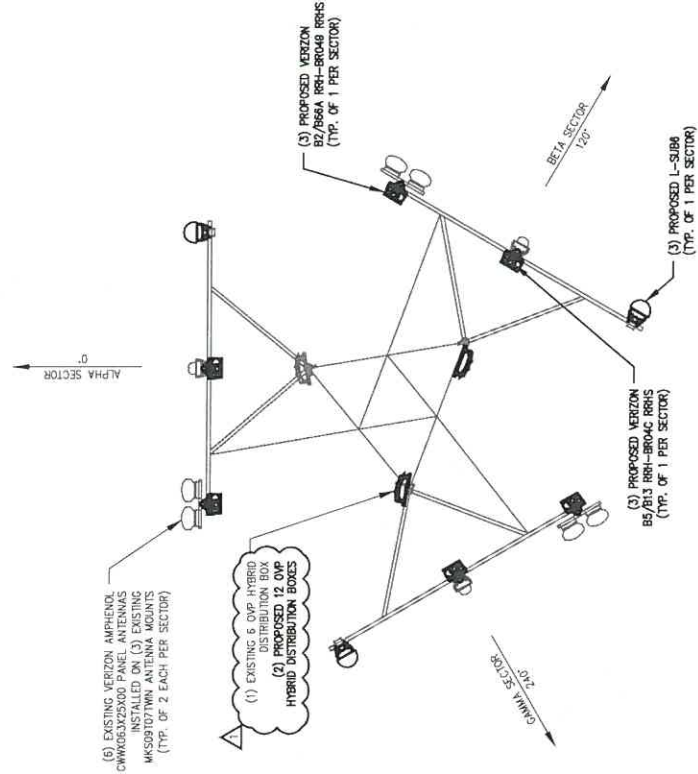 (6) EXISTING VERIZON AMPHENOL
CWWX063X25X00 PANEL ANTENNAS
INSTALLED ON (3) EXISTING
MKS09T07TWIN ANTENNA MOUNTS
(TYP. OF 2 EACH PER SECTOR)
ALPHA SECTOR
0°
(3) PROPOSED VERIZON
B2/B66A RRH-BR049 RRHS
(TYP. OF 1 PER SECTOR)
BETA SECTOR
120°
(1) EXISTING 6 OVP HYBRID
DISTRIBUTION BOX
(2) PROPOSED 12 OVP
HYBRID DISTRIBUTION BOXES
1
(3) PROPOSED L-SUB6
(TYP. OF 1 PER SECTOR)
(3) PROPOSED VERIZON
B5/B13 RRH-BR04C RRHS
(TYP. OF 1 PER SECTOR)
GAMMA SECTOR
240°